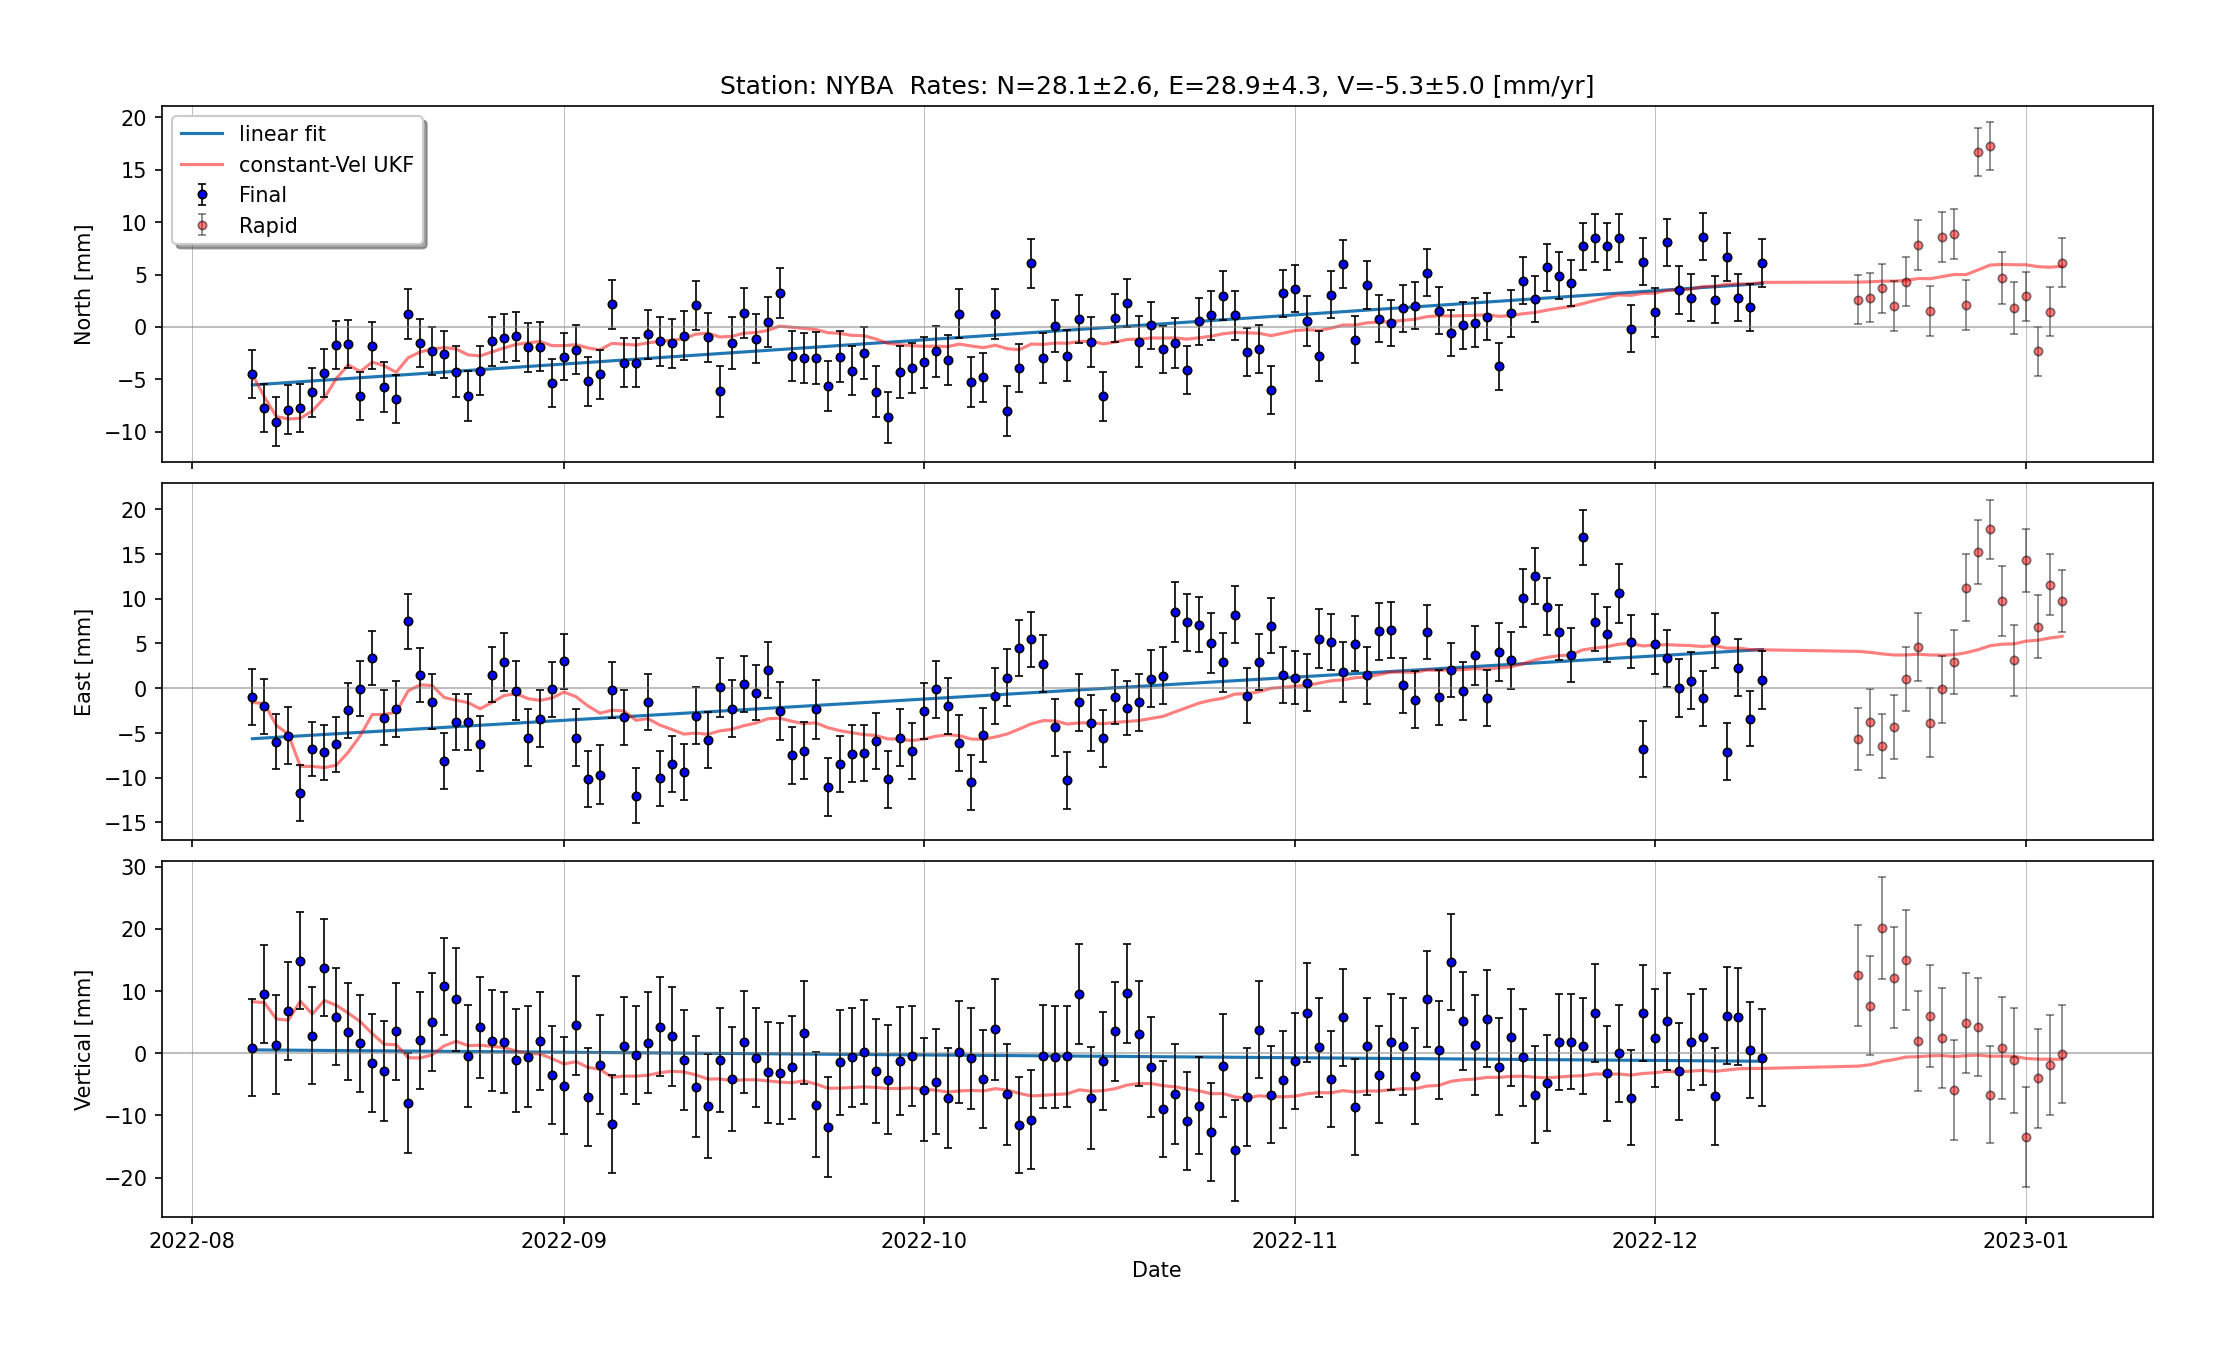 Station: NYBA  Rates: N=28.1±2.6, E=28.9±4.3, V=-5.3±5.0 [mm/yr]
linear fit
constant-Vel UKF
Final
Rapid
North [mm]
20
15
10
5
0
−5
−10
East [mm]
20
15
10
5
0
−5
−10
−15
Vertical [mm]
30
20
10
0
−10
−20
2022-08 2022-09 2022-10 2022-11 2022-12 2023-01
Date